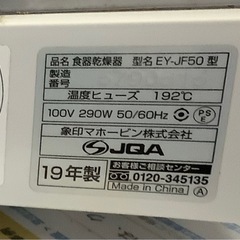 品名 食器乾燥器 型名 EY-JF50 型
製造
番号
温度ヒューズ 192℃
100V 290W 50/60Hz PSE
象印マホービン株式会社
JQA
19年製
お客様ご相談センター
0120-345135
Made in China